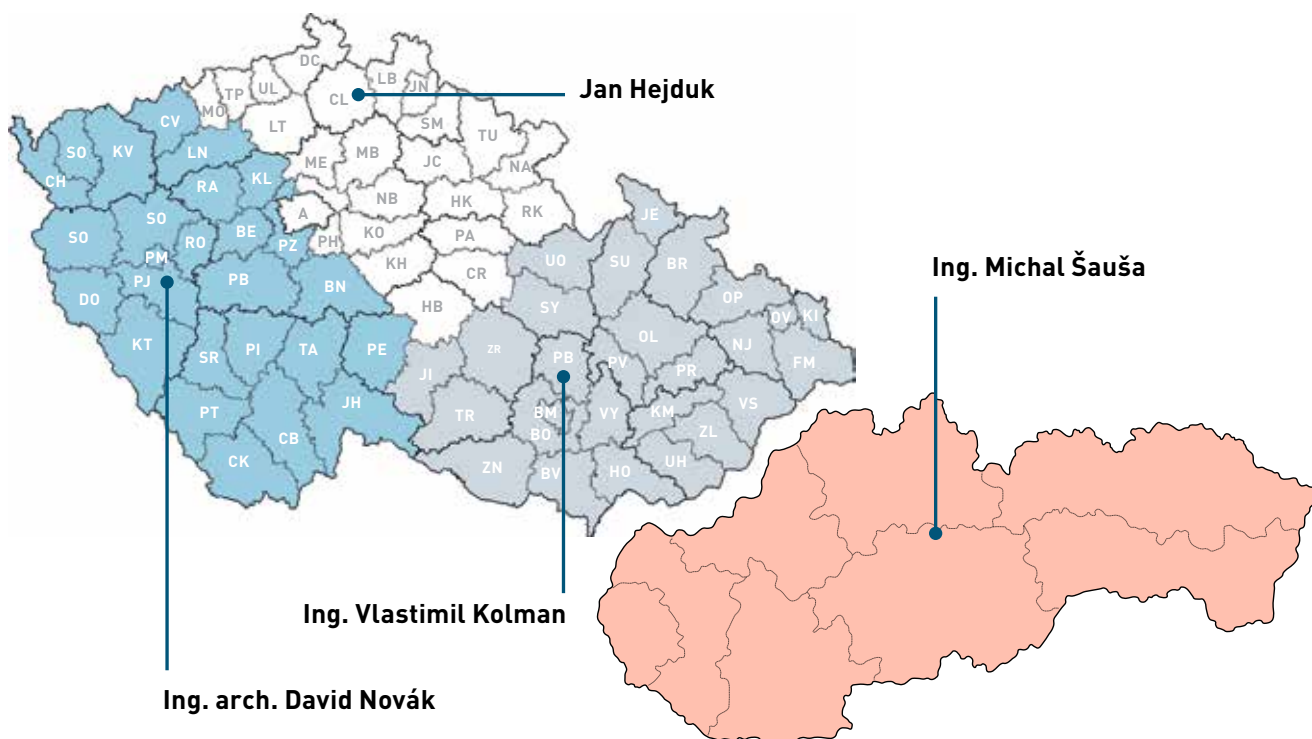 DC
LB
JN
UL
TP
MO
CL
Jan Hejduk
CV
LT
SM
TU
SO
KV
LN
ME
MB
JC
NA
CH
RA
KL
NB
HK
RK
A
JE
SO
SO
RO
BE
PZ
PH
KO
PA
PM
KH
CR
UO
SU
BR
PJ
PB
BN
OP
DO
HB
SY
OV
KI
KT
SR
PI
TA
PE
JI
ZR
PB
OL
PV
PR
NJ
FM
PT
JH
TR
BM
BO
VY
KM
VS
CB
ZL
CK
ZN
BV
HO
UH
Ing. Michal Šauša
Ing. Vlastimil Kolman
Ing. arch. David Novák